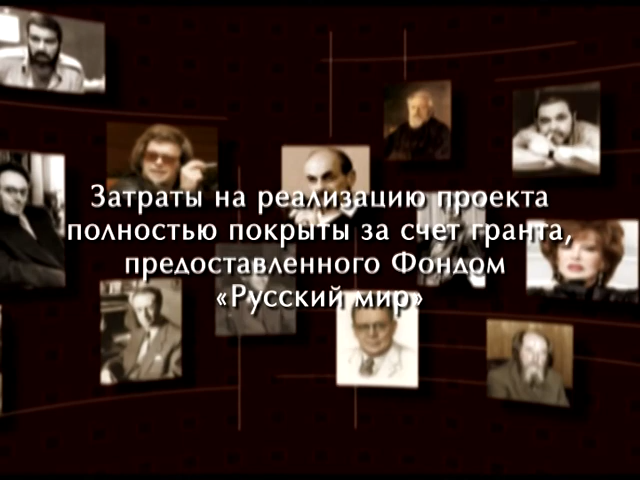 Затраты на реализацию проекта
полностью покрыты за счет гранта,
предоставленного Фондом
«Русский мир»